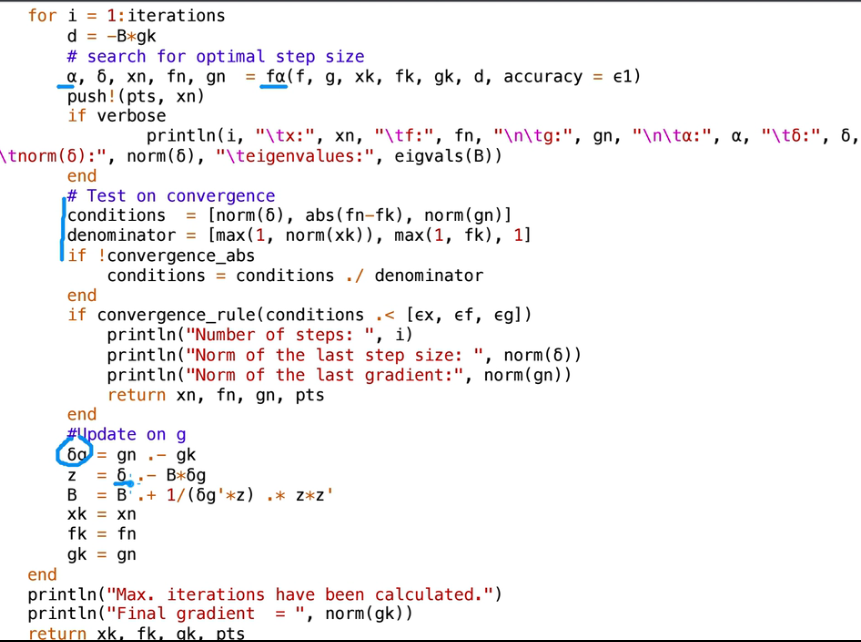 for i = 1:iterations
d = -B*gk
# search for optimal step size
α, δ, xn, fn, gn  = fα(f, g, xk, fk, gk, d, accuracy = ϵ1)
push!(pts, xn)
if verbose
println(i, "\tx:", xn, "\tf:", fn, "\n\tg:", gn, "\n\tα:", α, "\tδ:", δ,
\tnorm(δ):", norm(δ), "\teigenvalues:", eigvals(B))
end
# Test on convergence
conditions  = [norm(δ), abs(fn-fk), norm(gn)]
denominator = [max(1, norm(xk)), max(1, fk), 1]
if !convergence_abs
conditions = conditions ./ denominator
end
if convergence_rule(conditions .< [ϵx, ϵf, ϵg])
println("Number of steps: ", i)
println("Norm of the last step size: ", norm(δ))
println("Norm of the last gradient:", norm(gn))
return xn, fn, gn, pts
end
#Update on g
δg = gn .- gk
z  = δ .- B*δg
B  = B .+ 1/(δg'*z) .* z*z'
xk = xn
fk = fn
gk = gn
end
println("Max. iterations have been calculated.")
println("Final gradient  = ", norm(gk))
return xk, fk, gk, pts